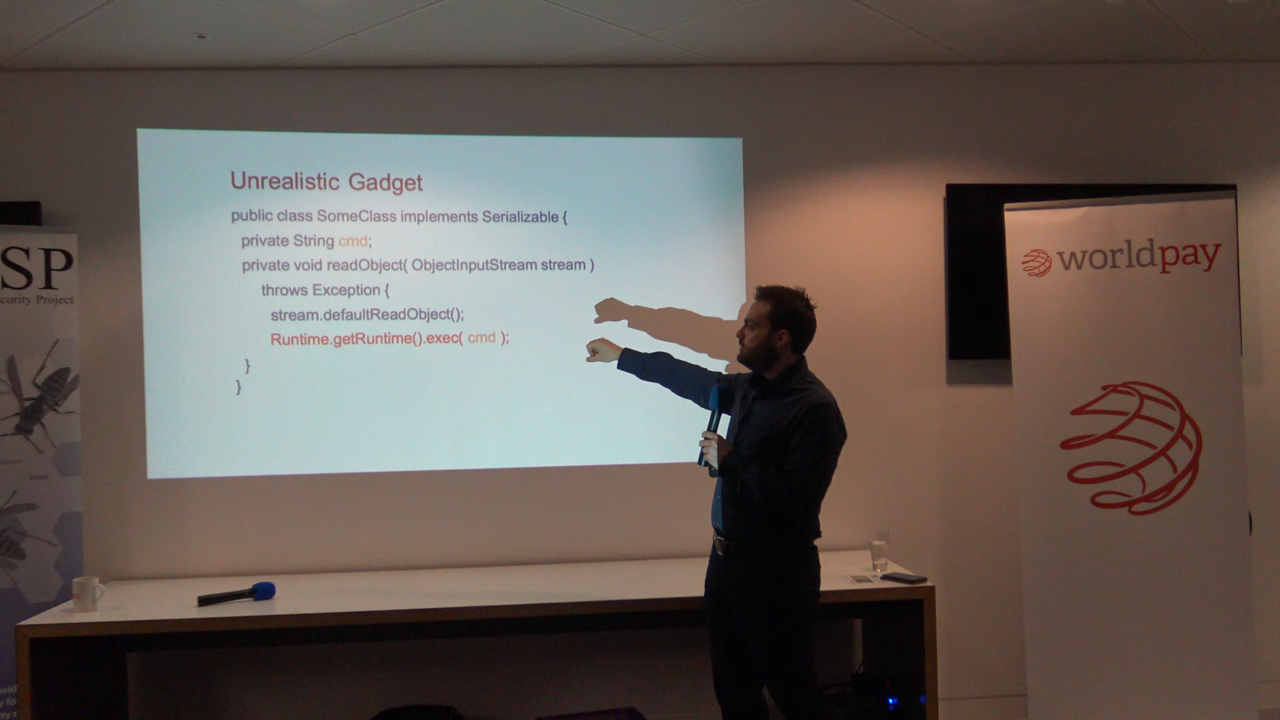 Unrealistic Gadget
public class SomeClass implements Serializable {
private String cmd;
private void readObject( ObjectInputStream stream )
throws Exception {
stream.defaultReadObject();
Runtime.getRuntime().exec( cmd );
}
}
SP
curity Project
worldpay